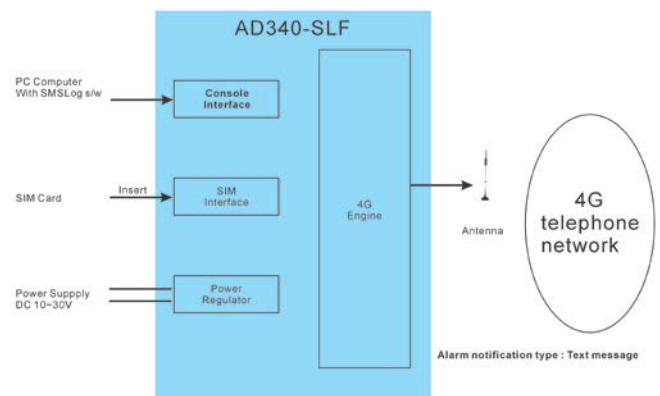 AD340-SLF
PC Computer
With SMSLog s/w
Console
Interface
SIM Card
Insert
SIM
Interface
4G
Engine
Antenna
4G
telephone
network
Power Suppply
DC 10~30V
Power
Regulator
Alarm notification type : Text message